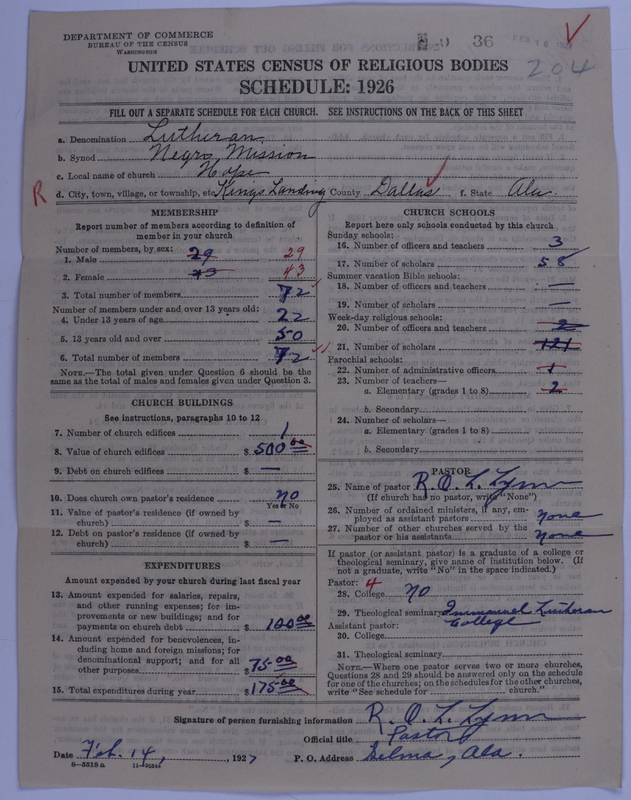 DEPARTMENT OF COMMERCE
BUREAU OF THE CENSUS
WASHINGTON
36
204
UNITED STATES CENSUS OF RELIGIOUS BODIES
SCHEDULE: 1926
FILL OUT A SEPARATE SCHEDULE FOR EACH CHURCH. SEE INSTRUCTIONS ON THE BACK OF THIS SHEET
a. Denomination Lutheran
b. Synod Negro Mission
c. Local name of church Hope
R d. City, town, village, or township, etc. Kings Landing County Dallas f. State Ala.
MEMBERSHIP
Report number of members according to definition of
member in your church
Number of members, by sex:
1. Male 29 29
2. Female 43 43
3. Total number of members 72
Number of members under and over 13 years old:
4. Under 13 years of age 22
5. 13 years old and over 50
6. Total number of members 72
NOTE.—The total given under Question 6 should be the
same as the total of males and females given under Question 3.
CHURCH BUILDINGS
See instructions, paragraphs 10 to 12
7. Number of church edifices 1
8. Value of church edifices $ 500 00
9. Debt on church edifices $ —
10. Does church own pastor's residence no
Yes or No
11. Value of pastor's residence (if owned by
church) $ —
12. Debt on pastor's residence (if owned by
church) $ —
EXPENDITURES
Amount expended by your church during last fiscal year
13. Amount expended for salaries, repairs,
and other running expenses; for im-
provements or new buildings; and for
payments on church debt $ 100 00
14. Amount expended for benevolences, in-
cluding home and foreign missions; for
denominational support; and for all
other purposes $ 75 00
15. Total expenditures during year $ 175 00
CHURCH SCHOOLS
Report here only schools conducted by this church
Sunday schools:
16. Number of officers and teachers 3
17. Number of scholars 58
Summer vacation Bible schools:
18. Number of officers and teachers —
19. Number of scholars —
Week-day religious schools:
20. Number of officers and teachers 2
21. Number of scholars 121
Parochial schools:
22. Number of administrative officers 1
23. Number of teachers—
a. Elementary (grades 1 to 8) 2
b. Secondary
24. Number of scholars—
a. Elementary (grades 1 to 8)
b. Secondary
PASTOR
25. Name of pastor R. O. L. Lynn
(If church has no pastor, write "None")
26. Number of ordained ministers, if any, em-
ployed as assistant pastors none
27. Number of other churches served by the
pastor or his assistants none
If pastor (or assistant pastor) is a graduate of a college or
theological seminary, give name of institution below. (If
not a graduate, write "No" in the space indicated.)
Pastor: 4
28. College no
29. Theological seminary Immanuel Lutheran
College
Assistant pastor:
30. College
31. Theological seminary
NOTE.—Where one pastor serves two or more churches,
Questions 28 and 29 should be answered only on the schedule
for one of the churches; on the schedules for the other churches,
write "See schedule for church."
Signature of person furnishing information R. O. L. Lynn
Official title Pastor
Date Feb. 14, 1927 P. O. Address Selma, Ala.
8—5518 a